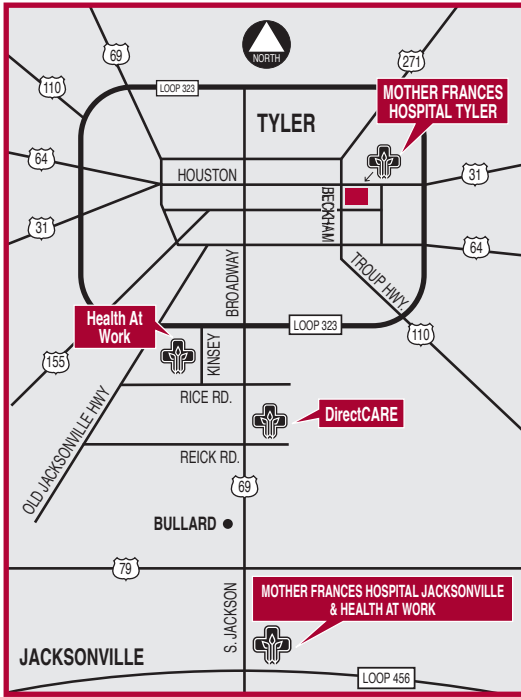 69
NORTH
271
110
LOOP 323
MOTHER FRANCES
HOSPITAL TYLER
TYLER
64
HOUSTON
31
BECKHAM
31
64
BROADWAY
TROUP HWY.
Health At
Work
LOOP 323
110
155
KINSEY
RICE RD.
OLD JACKSONVILLE HWY
DirectCARE
REICK RD.
69
BULLARD
79
MOTHER FRANCES HOSPITAL JACKSONVILLE
& HEALTH AT WORK
S. JACKSON
JACKSONVILLE
LOOP 456